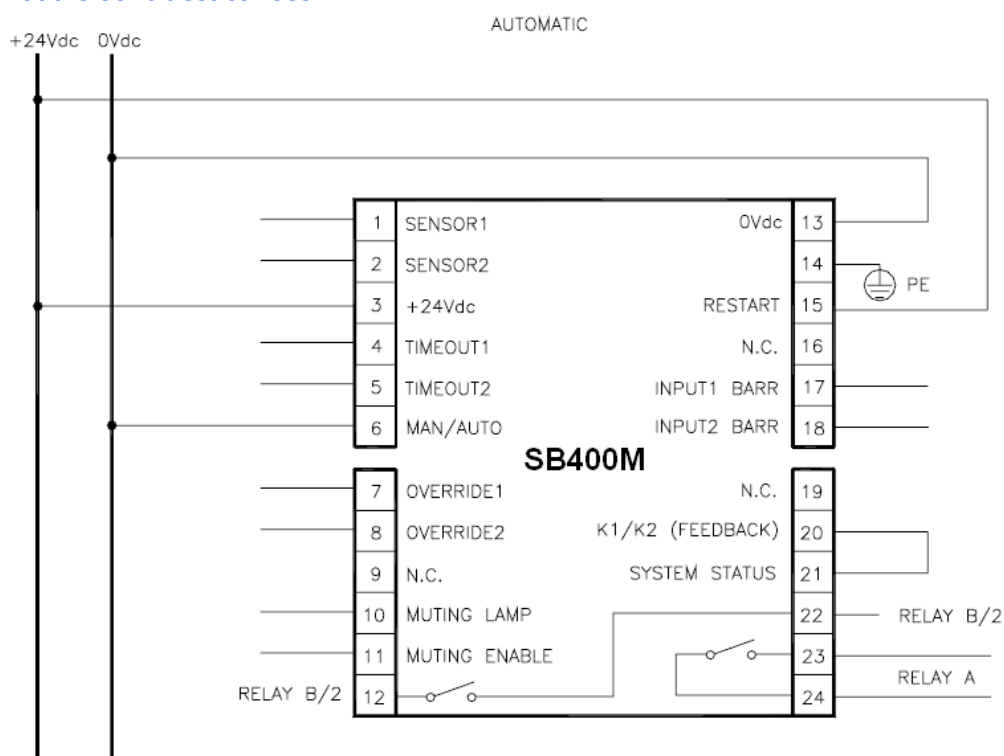 AUTOMATIC
+24Vdc 0Vdc
1 SENSOR1 0Vdc 13
2 SENSOR2 14 PE
3 +24Vdc RESTART 15
4 TIMEOUT1 N.C. 16
5 TIMEOUT2 INPUT1 BARR 17
6 MAN/AUTO INPUT2 BARR 18
SB400M
7 OVERRIDE1 N.C. 19
8 OVERRIDE2 K1/K2 (FEEDBACK) 20
9 N.C. SYSTEM STATUS 21
10 MUTING LAMP 22 RELAY B/2
11 MUTING ENABLE 23
RELAY A
RELAY B/2 12 24